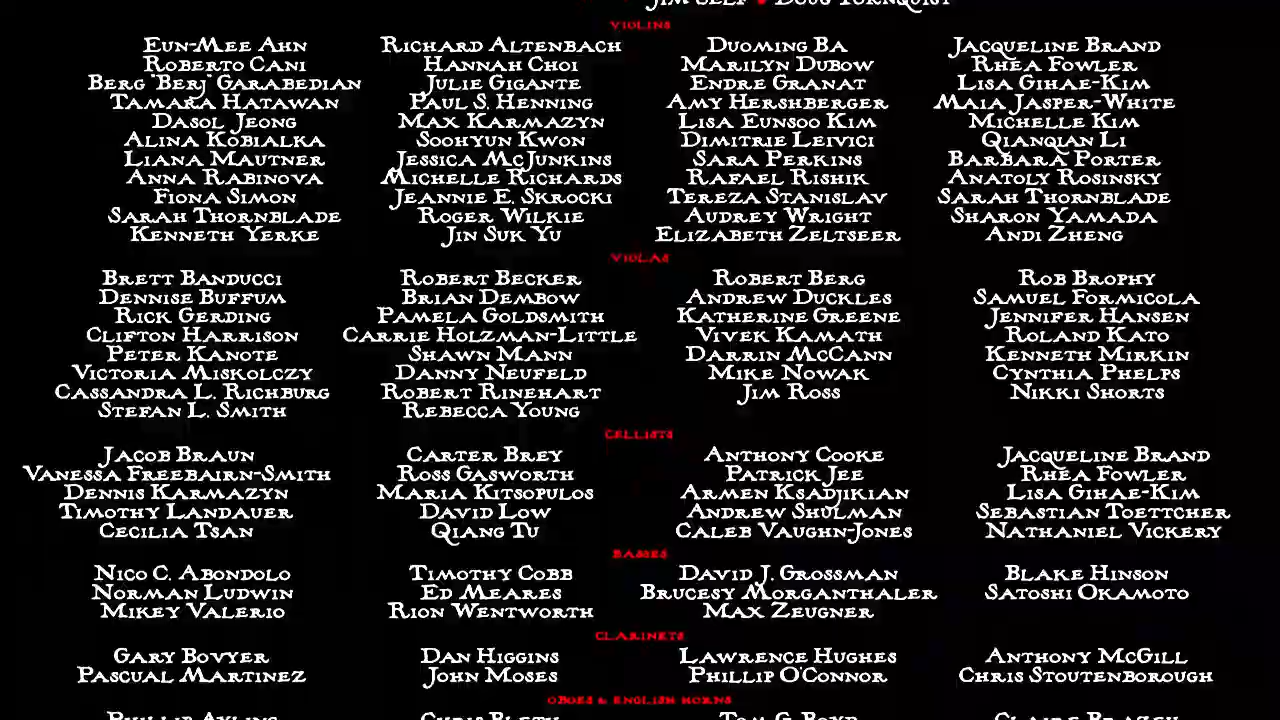 Jim Self • Doug Tornquist
Violins
Eun-Mee Ahn Richard Altenbach Duoming Ba Jacqueline Brand
Roberto Cani Hannah Choi Marilyn Dubow Rhea Fowler
Berg "Berj" Garabedian Julie Gigante Endre Granat Lisa Gihae-Kim
Tamara Hatawan Paul S. Henning Amy Hershberger Maia Jasper-White
Dasol Jeong Max Karmazyn Lisa Eunsoo Kim Michelle Kim
Alina Kobialka Soohyun Kwon Dimitrie Leivici Qianqian Li
Liana Mautner Jessica McJunkins Sara Perkins Barbara Porter
Anna Rabinova Michelle Richards Rafael Rishik Anatoly Rosinsky
Fiona Simon Jeannie E. Skrocki Tereza Stanislav Sarah Thornblade
Sarah Thornblade Roger Wilkie Audrey Wright Sharon Yamada
Kenneth Yerke Jin Suk Yu Elizabeth Zeltseer Andi Zheng
Violas
Brett Banducci Robert Becker Robert Berg Rob Brophy
Dennise Buffum Brian Dembow Andrew Duckles Samuel Formicola
Rick Gerding Pamela Goldsmith Katherine Greene Jennifer Hansen
Clifton Harrison Carrie Holzman-Little Vivek Kamath Roland Kato
Peter Kanote Shawn Mann Darrin McCann Kenneth Mirkin
Victoria Miskolczy Danny Neufeld Mike Nowak Cynthia Phelps
Cassandra L. Richburg Robert Rinehart Jim Ross Nikki Shorts
Stefan L. Smith Rebecca Young
Cellists
Jacob Braun Carter Brey Anthony Cooke Jacqueline Brand
Vanessa Freebairn-Smith Ross Gasworth Patrick Jee Rhea Fowler
Dennis Karmazyn Maria Kitsopulos Armen Ksadjikian Lisa Gihae-Kim
Timothy Landauer David Low Andrew Shulman Sebastian Toettcher
Cecilia Tsan Qiang Tu Caleb Vaughn-Jones Nathaniel Vickery
Basses
Nico C. Abondolo Timothy Cobb David J. Grossman Blake Hinson
Norman Ludwin Ed Meares Brucesy Morganthaler Satoshi Okamoto
Mikey Valerio Rion Wentworth Max Zeugner
Clarinets
Gary Bovyer Dan Higgins Lawrence Hughes Anthony McGill
Pascual Martinez John Moses Phillip O'Connor Chris Stoutenborough
Oboes & English Horns
Phillip Ayling Chris Bleth Tom G. Boyd Claire Brazeau